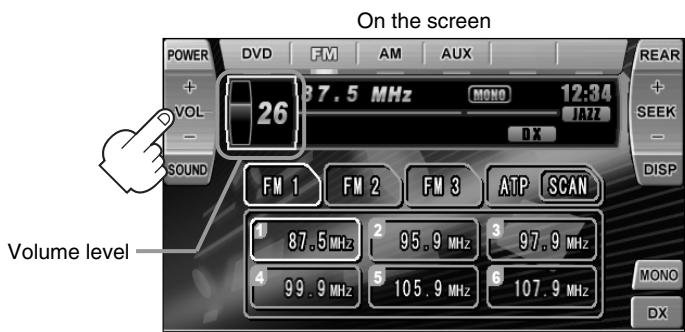 On the screen
POWER DVD FM AM AUX REAR
+ +
VOL 26 87.5 MHz MONO 12:34 SEEK
JAZZ
− DX −
SOUND FM 1 FM 2 FM 3 ATP SCAN DISP
1 87.5 MHz 2 95.9 MHz 3 97.9 MHz
Volume level
4 99.9 MHz 5 105.9 MHz 6 107.9 MHz MONO
DX